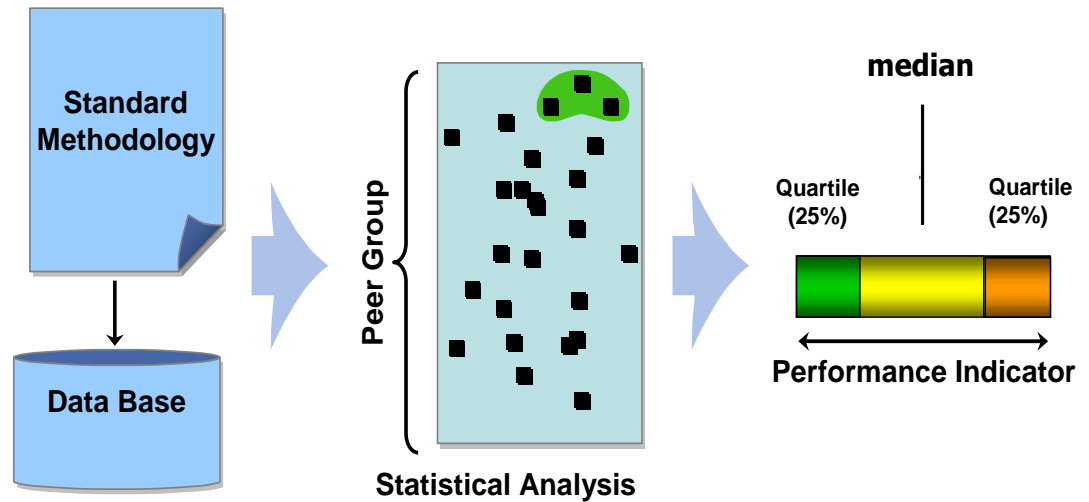 Standard
Methodology
Data Base
Peer Group
Statistical Analysis
median
Quartile
(25%)
Quartile
(25%)
Performance Indicator